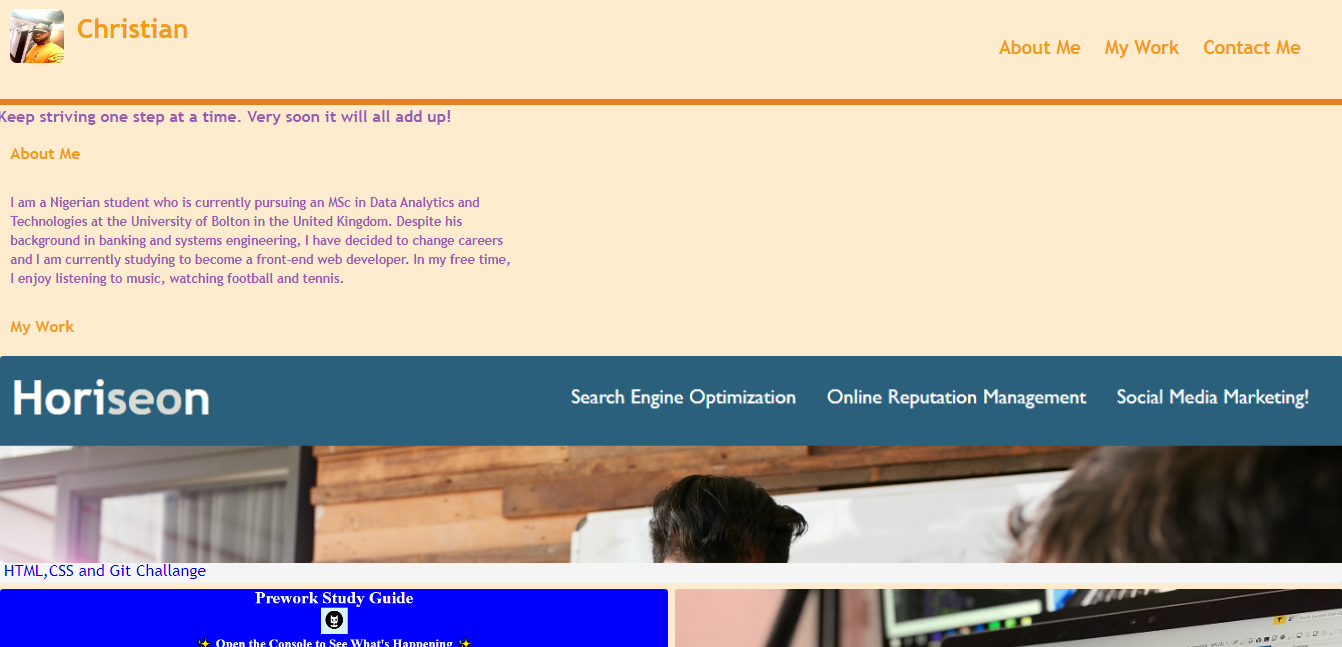 Christian
About Me My Work Contact Me
Keep striving one step at a time. Very soon it will all add up!
About Me
I am a Nigerian student who is currently pursuing an MSc in Data Analytics and
Technologies at the University of Bolton in the United Kingdom. Despite his
background in banking and systems engineering, I have decided to change careers
and I am currently studying to become a front-end web developer. In my free time,
I enjoy listening to music, watching football and tennis.
My Work
Horiseon
Search Engine Optimization Online Reputation Management Social Media Marketing!
HTML,CSS and Git Challange
Prework Study Guide
✨ Open the Console to See What's Happening ✨